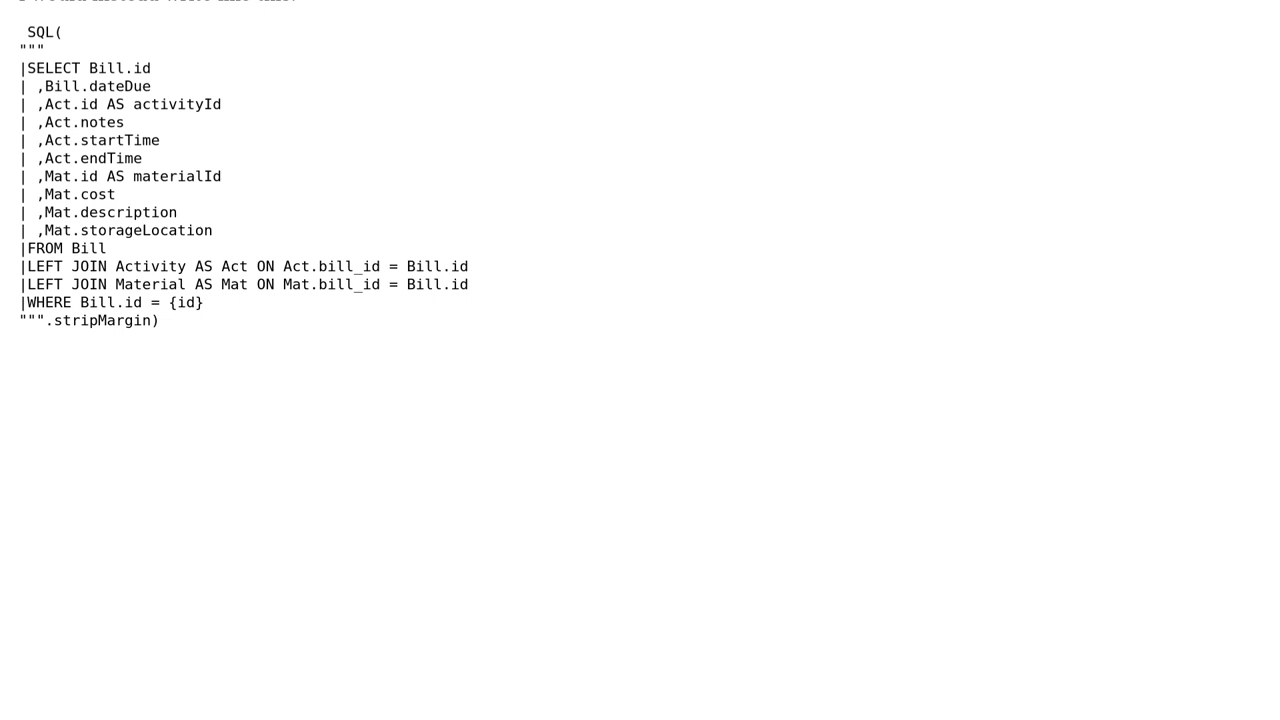 SQL(
"""
|SELECT Bill.id
| ,Bill.dateDue
| ,Act.id AS activityId
| ,Act.notes
| ,Act.startTime
| ,Act.endTime
| ,Mat.id AS materialId
| ,Mat.cost
| ,Mat.description
| ,Mat.storageLocation
|FROM Bill
|LEFT JOIN Activity AS Act ON Act.bill_id = Bill.id
|LEFT JOIN Material AS Mat ON Mat.bill_id = Bill.id
|WHERE Bill.id = {id}
""".stripMargin)